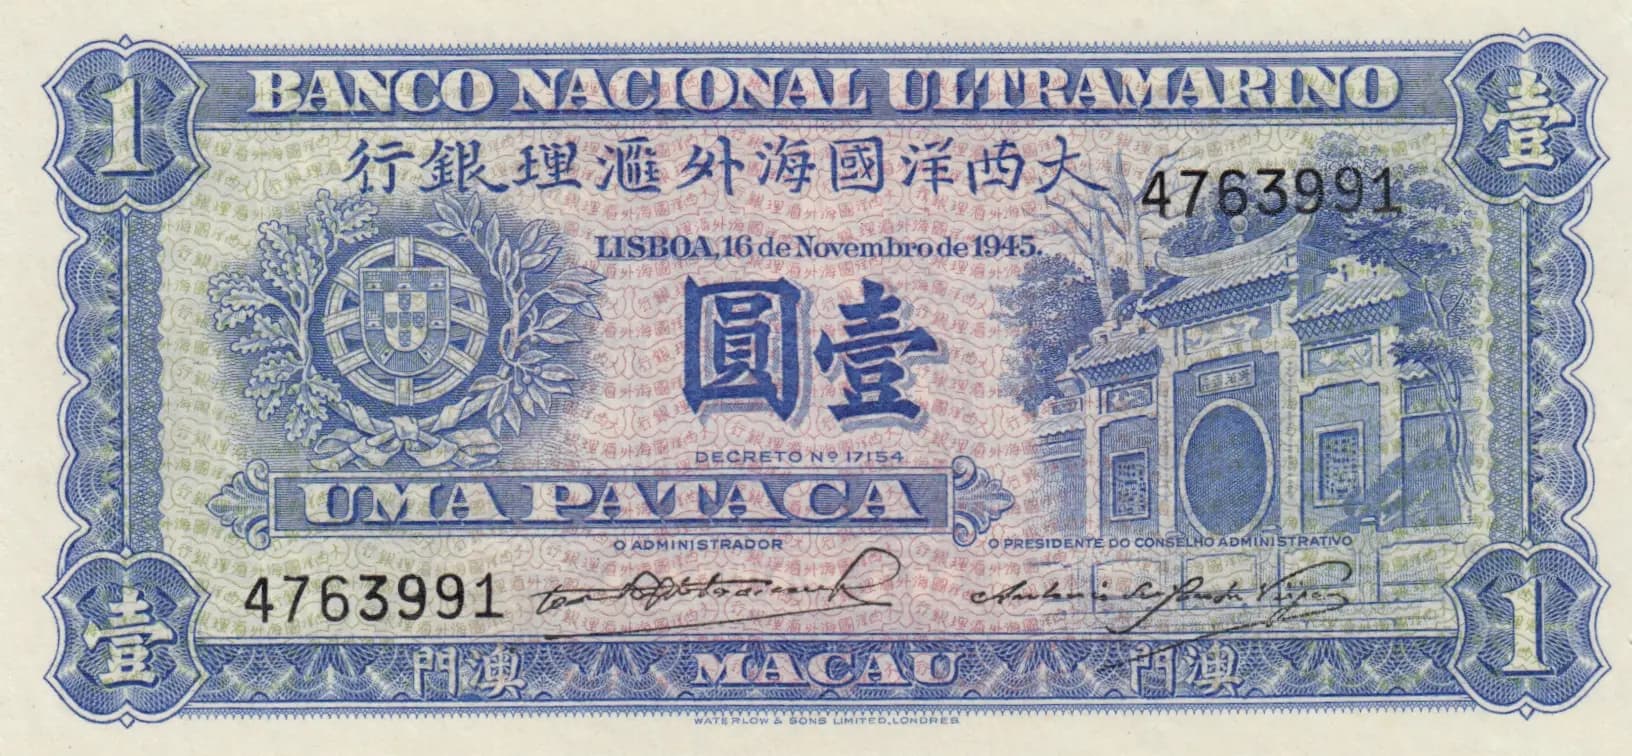 1
BANCO NACIONAL ULTRAMARINO
壹
行銀理滙外海國洋西大
4763991
LISBOA, 16 de Novembro de 1945.
圓壹
DECRETO Nº 17154
UMA PATACA
O ADMINISTRADOR
O PRESIDENTE DO CONSELHO ADMINISTRATIVO
4763991
壹
門澳
MACAU
門澳
1
WATERLOW & SONS LIMITED, LONDRES